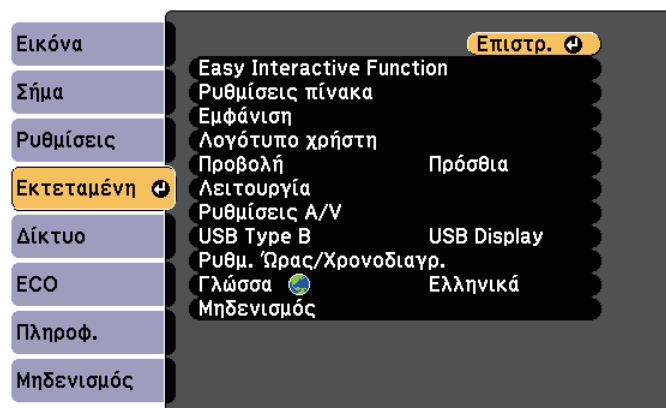 Εικόνα
Σήμα
Ρυθμίσεις
Εκτεταμένη
Δίκτυο
ECO
Πληροφ.
Μηδενισμός
Επιστρ.
Easy Interactive Function
Ρυθμίσεις πίνακα
Εμφάνιση
Λογότυπο χρήστη
Προβολή Πρόσθια
Λειτουργία
Ρυθμίσεις A/V
USB Type B USB Display
Ρυθμ. Ώρας/Χρονοδιαγρ.
Γλώσσα Ελληνικά
Μηδενισμός